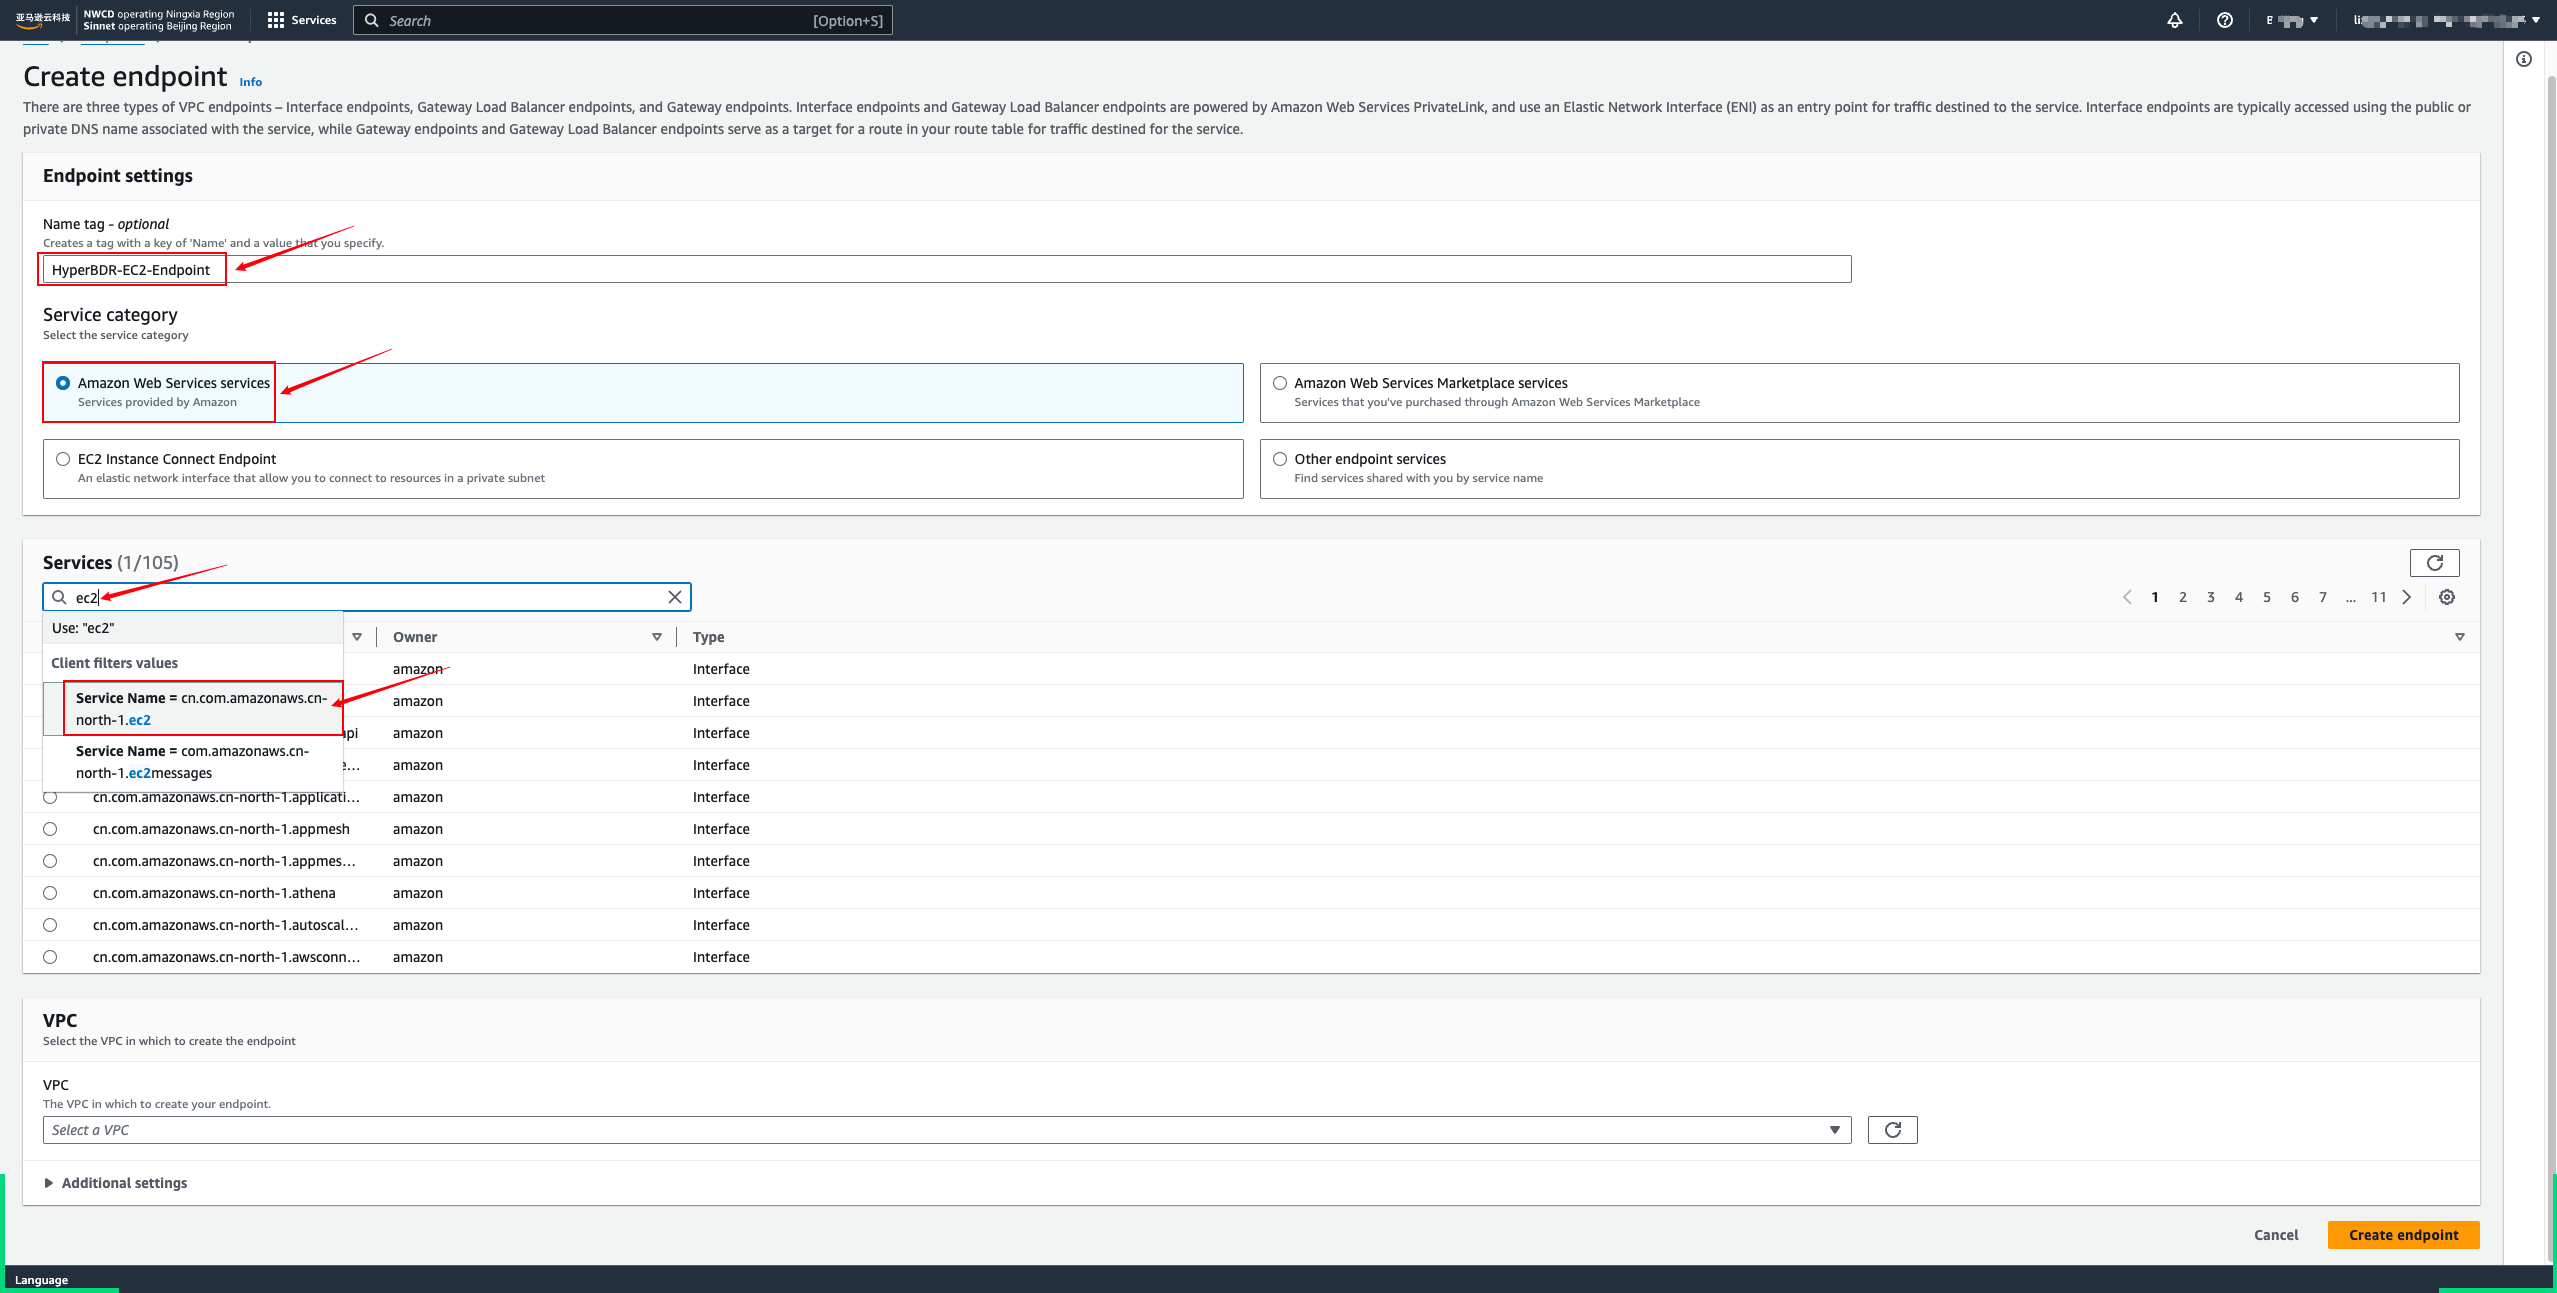 亚马逊云科技
NWCD operating Ningxia Region
Sinnet operating Beijing Region
Services
Search
[Option+S]
Create endpoint
Info
There are three types of VPC endpoints – Interface endpoints, Gateway Load Balancer endpoints, and Gateway endpoints. Interface endpoints and Gateway Load Balancer endpoints are powered by Amazon Web Services PrivateLink, and use an Elastic Network Interface (ENI) as an entry point for traffic destined to the service. Interface endpoints are typically accessed using the public or
private DNS name associated with the service, while Gateway endpoints and Gateway Load Balancer endpoints serve as a target for a route in your route table for traffic destined for the service.
Endpoint settings
Name tag - optional
Creates a tag with a key of 'Name' and a value that you specify.
HyperBDR-EC2-Endpoint
Service category
Select the service category
Amazon Web Services services
Services provided by Amazon
Amazon Web Services Marketplace services
Services that you've purchased through Amazon Web Services Marketplace
EC2 Instance Connect Endpoint
An elastic network interface that allow you to connect to resources in a private subnet
Other endpoint services
Find services shared with you by service name
Services (1/105)
ec2
1 2 3 4 5 6 7 ... 11
Use: "ec2"
Client filters values
Service Name = cn.com.amazonaws.cn-
north-1.ec2
Service Name = com.amazonaws.cn-
north-1.ec2messages
Owner
Type
amazon
Interface
amazon
Interface
pi
amazon
Interface
e...
amazon
Interface
cn.com.amazonaws.cn-north-1.applicati...
amazon
Interface
cn.com.amazonaws.cn-north-1.appmesh
amazon
Interface
cn.com.amazonaws.cn-north-1.appmes...
amazon
Interface
cn.com.amazonaws.cn-north-1.athena
amazon
Interface
cn.com.amazonaws.cn-north-1.autoscal...
amazon
Interface
cn.com.amazonaws.cn-north-1.awsconn...
amazon
Interface
VPC
Select the VPC in which to create the endpoint
VPC
The VPC in which to create your endpoint.
Select a VPC
Additional settings
Cancel
Create endpoint
Language